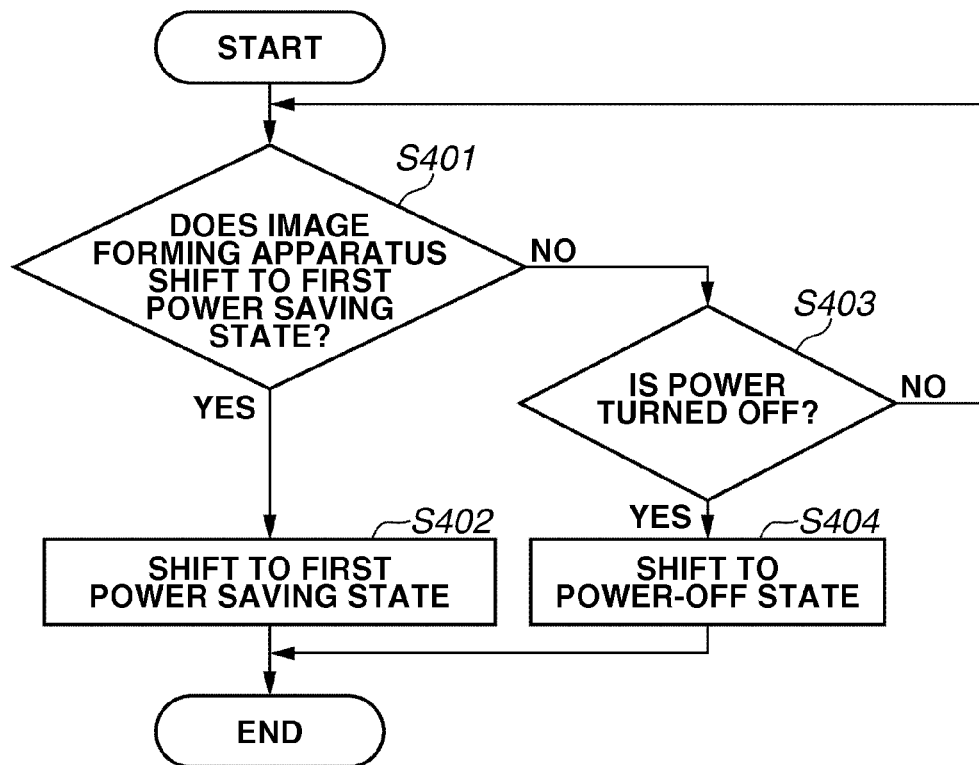 START
S401
DOES IMAGE
FORMING APPARATUS
SHIFT TO FIRST
POWER SAVING
STATE?
NO
YES
S403
IS POWER
TURNED OFF?
NO
YES
S402
SHIFT TO FIRST
POWER SAVING STATE
S404
SHIFT TO
POWER-OFF STATE
END